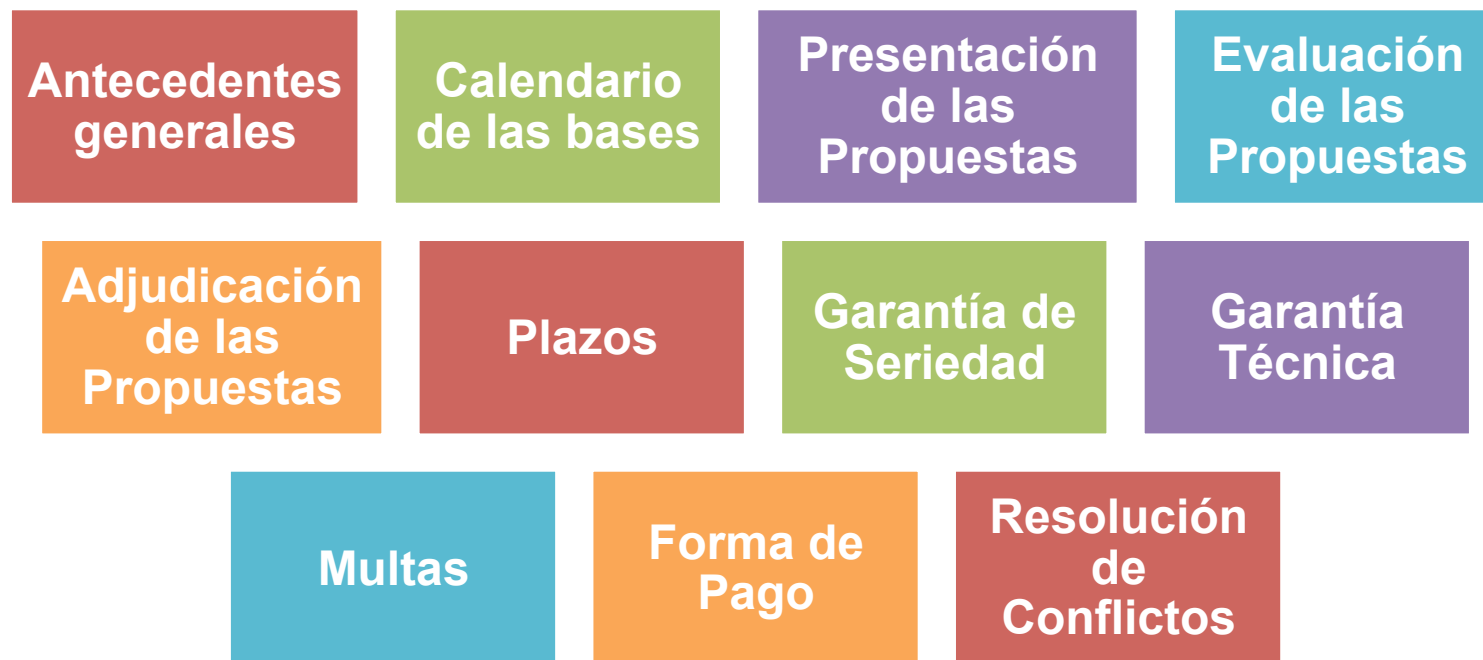 Antecedentes
generales
Calendario
de las bases
Presentación
de las
Propuestas
Evaluación
de las
Propuestas
Adjudicación
de las
Propuestas
Plazos
Garantía de
Seriedad
Garantía
Técnica
Multas
Forma de
Pago
Resolución
de
Conflictos